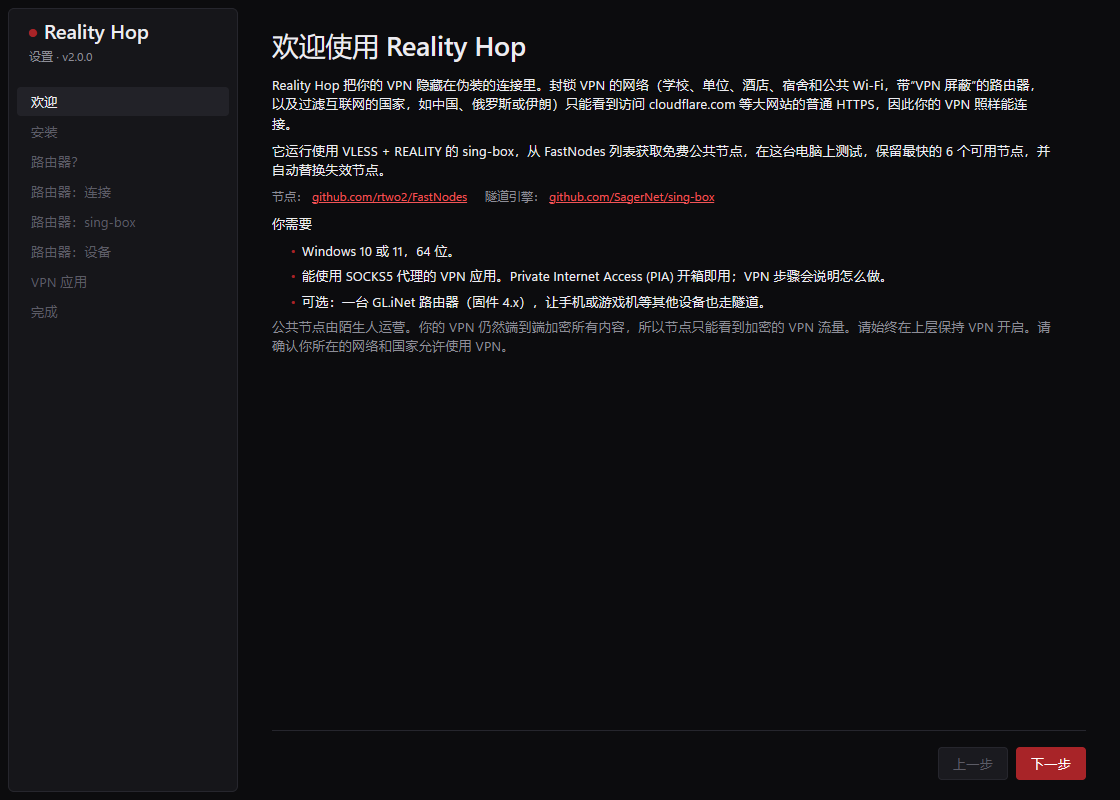 Reality Hop
设置 · v2.0.0
欢迎
安装
路由器?
路由器：连接
路由器：sing-box
路由器：设备
VPN 应用
完成
欢迎使用 Reality Hop
Reality Hop 把你的 VPN 隐藏在伪装的连接里。封锁 VPN 的网络（学校、单位、酒店、宿舍和公共 Wi-Fi，带"VPN 屏蔽"的路由器，
以及过滤互联网的国家，如中国、俄罗斯或伊朗）只能看到访问 cloudflare.com 等大网站的普通 HTTPS，因此你的 VPN 照样能连
接。
它运行使用 VLESS + REALITY 的 sing-box，从 FastNodes 列表获取免费公共节点，在这台电脑上测试，保留最快的 6 个可用节点，并
自动替换失效节点。
节点： github.com/rtwo2/FastNodes 隧道引擎： github.com/SagerNet/sing-box
你需要
• Windows 10 或 11，64 位。
• 能使用 SOCKS5 代理的 VPN 应用。Private Internet Access (PIA) 开箱即用；VPN 步骤会说明怎么做。
• 可选：一台 GL.iNet 路由器（固件 4.x），让手机或游戏机等其他设备也走隧道。
公共节点由陌生人运营。你的 VPN 仍然端到端加密所有内容，所以节点只能看到加密的 VPN 流量。请始终在上层保持 VPN 开启。请
确认你所在的网络和国家允许使用 VPN。
上一步
下一步